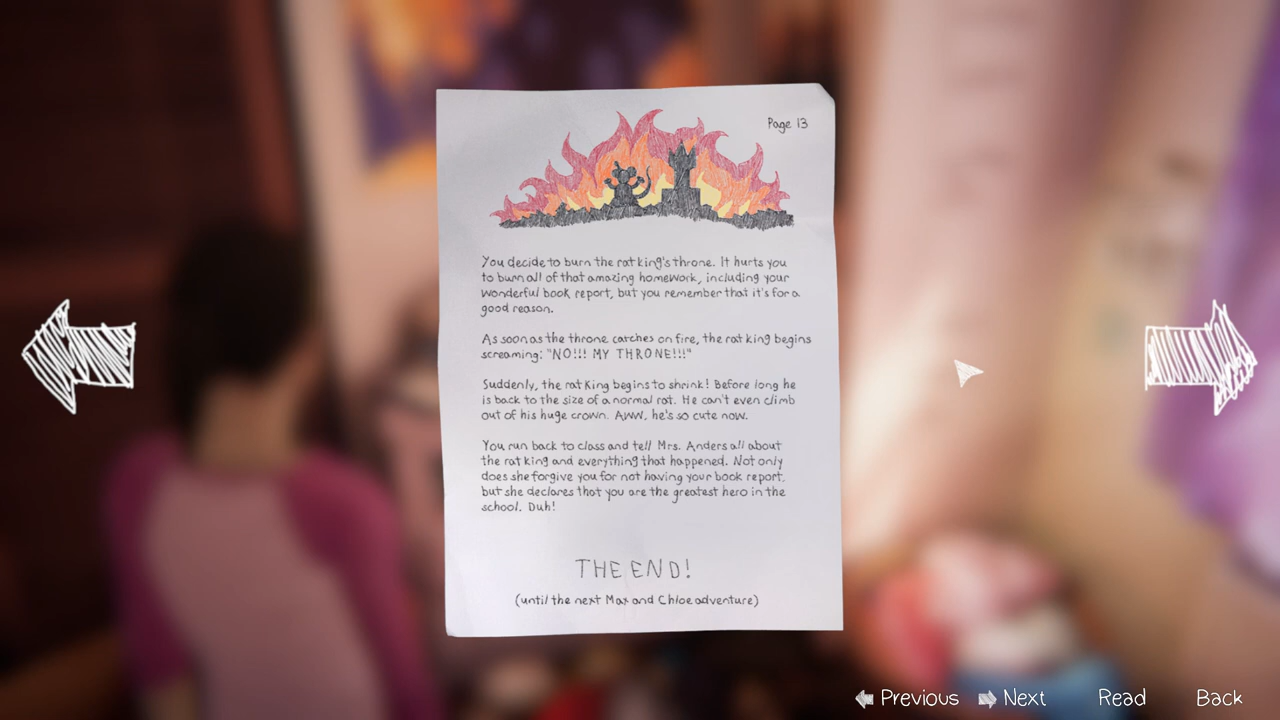 Page 13
You decide to burn the rat king's throne. It hurts you
to burn all of that amazing homework, including your
wonderful book report, but you remember that it's for a
good reason.
As soon as the throne catches on fire, the rat king begins
screaming: "NO!!! MY THRONE!!!"
Suddenly, the rat king begins to shrink! Before long he
is back to the size of a normal rat. He can't even climb
out of his huge crown. Aww, he's so cute now.
You run back to class and tell Mrs. Anders all about
the rat king and everything that happened. Not only
does she forgive you for not having your book report,
but she declares that you are the greatest hero in the
school. Duh!
THE END!
(until the next Max and Chloe adventure)
Previous Next Read Back